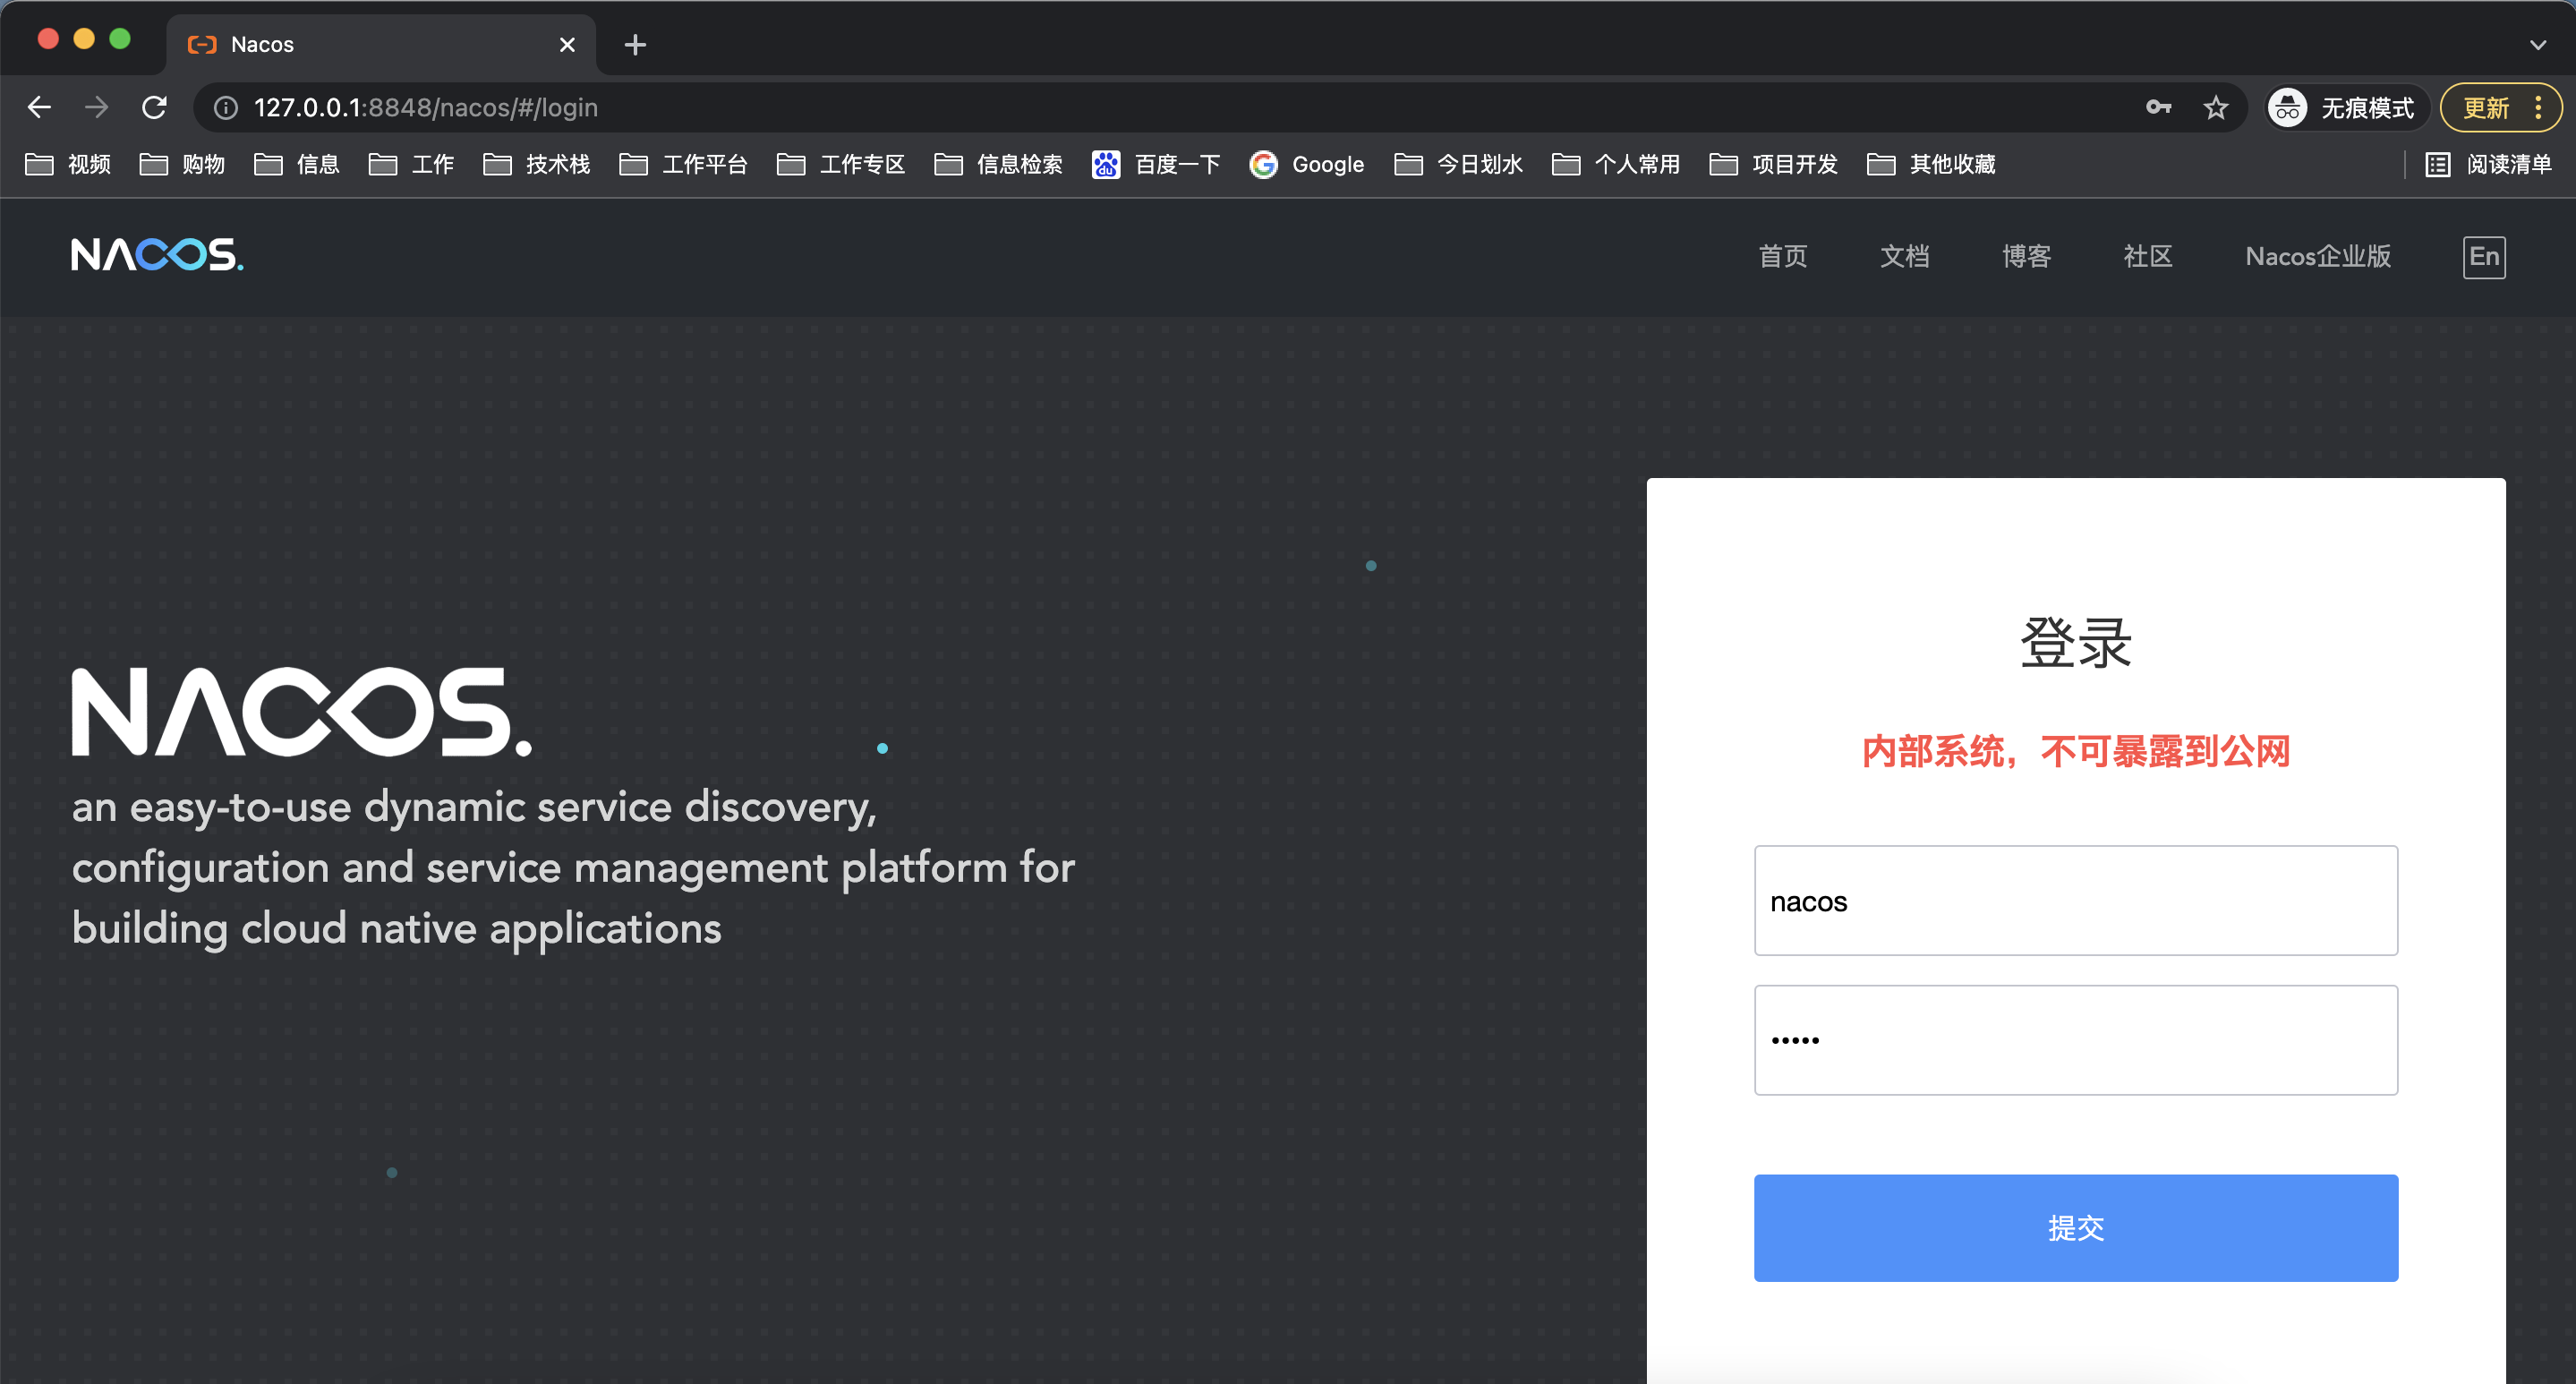 Nacos
127.0.0.1:8848/nacos/#/login
无痕模式
更新
视频 购物 信息 工作 技术栈 工作平台 工作专区 信息检索 百度一下 Google 今日划水 个人常用 项目开发 其他收藏 阅读清单
NACOS.
首页 文档 博客 社区 Nacos企业版 En
NACOS.
an easy-to-use dynamic service discovery,
configuration and service management platform for
building cloud native applications
登录
内部系统，不可暴露到公网
nacos
•••••
提交